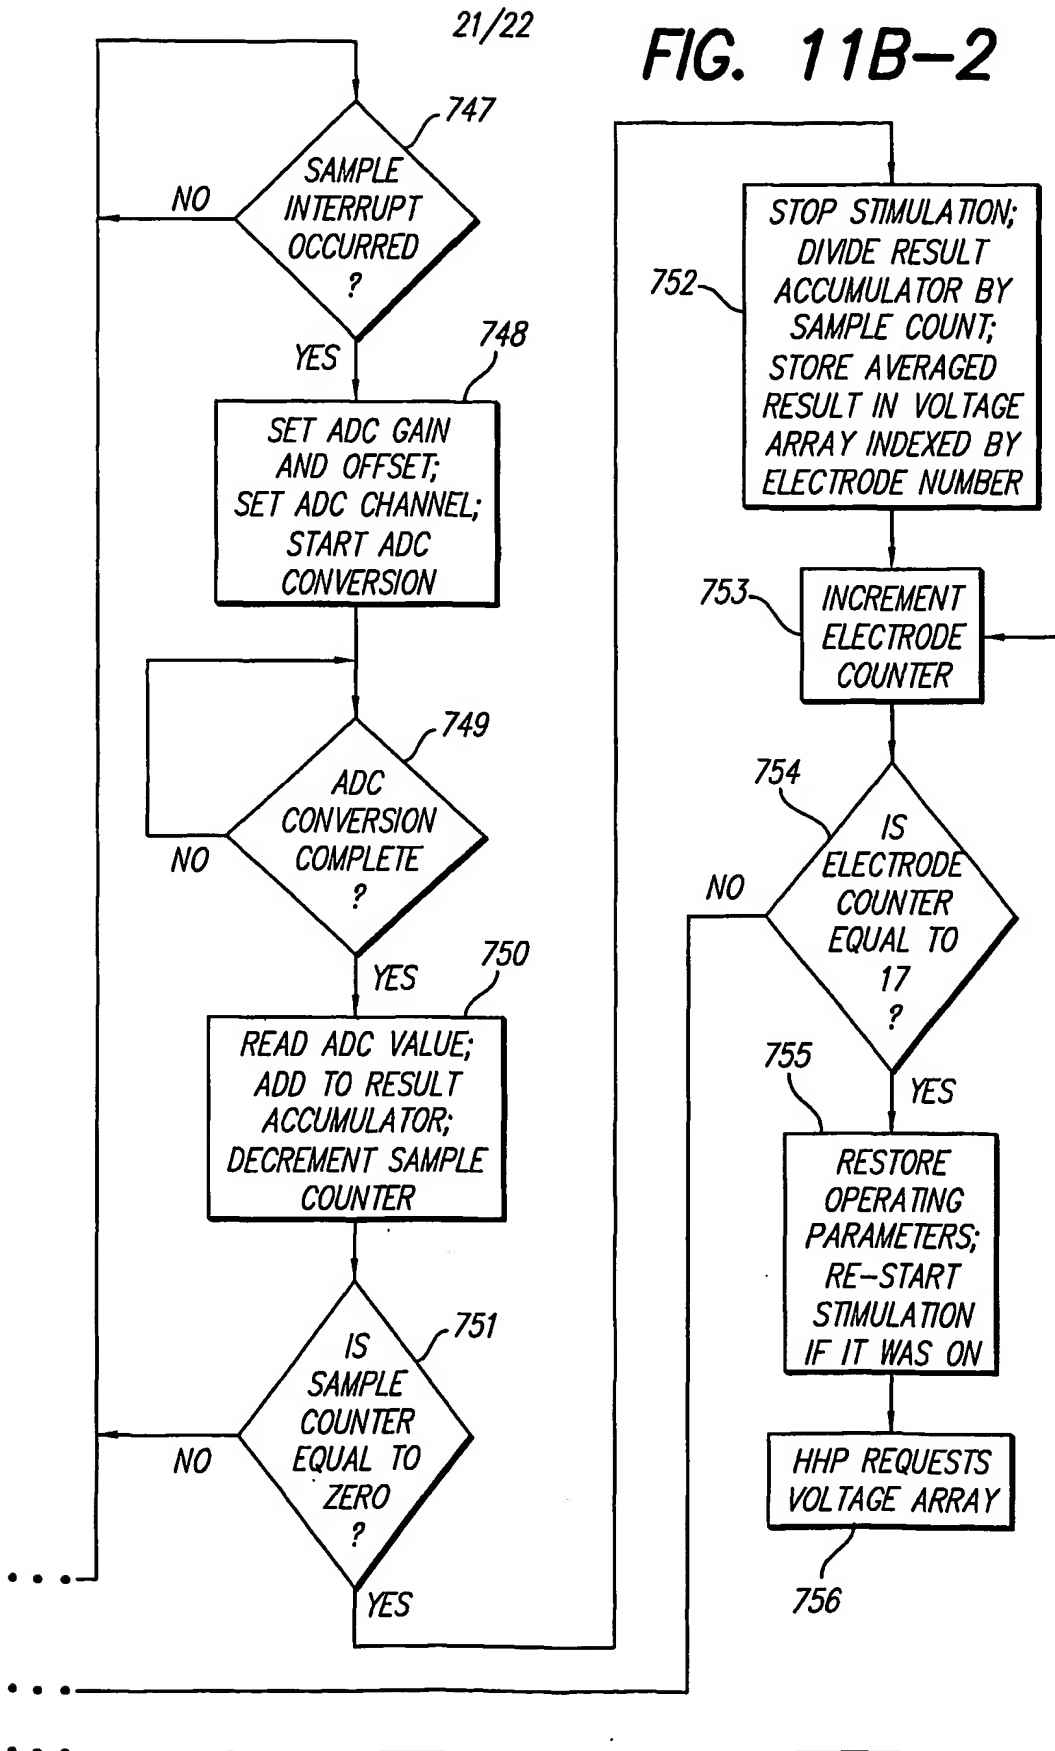 21/22
FIG. 11B-2
747
SAMPLE
INTERRUPT
OCCURRED
?
NO
YES
748
SET ADC GAIN
AND OFFSET;
SET ADC CHANNEL;
START ADC
CONVERSION
749
ADC
CONVERSION
COMPLETE
?
NO
YES
750
READ ADC VALUE;
ADD TO RESULT
ACCUMULATOR;
DECREMENT SAMPLE
COUNTER
751
IS
SAMPLE
COUNTER
EQUAL TO
ZERO
?
NO
YES
752
STOP STIMULATION;
DIVIDE RESULT
ACCUMULATOR BY
SAMPLE COUNT;
STORE AVERAGED
RESULT IN VOLTAGE
ARRAY INDEXED BY
ELECTRODE NUMBER
753
INCREMENT
ELECTRODE
COUNTER
754
IS
ELECTRODE
COUNTER
EQUAL TO
17
?
NO
YES
755
RESTORE
OPERATING
PARAMETERS;
RE-START
STIMULATION
IF IT WAS ON
HHP REQUESTS
VOLTAGE ARRAY
756